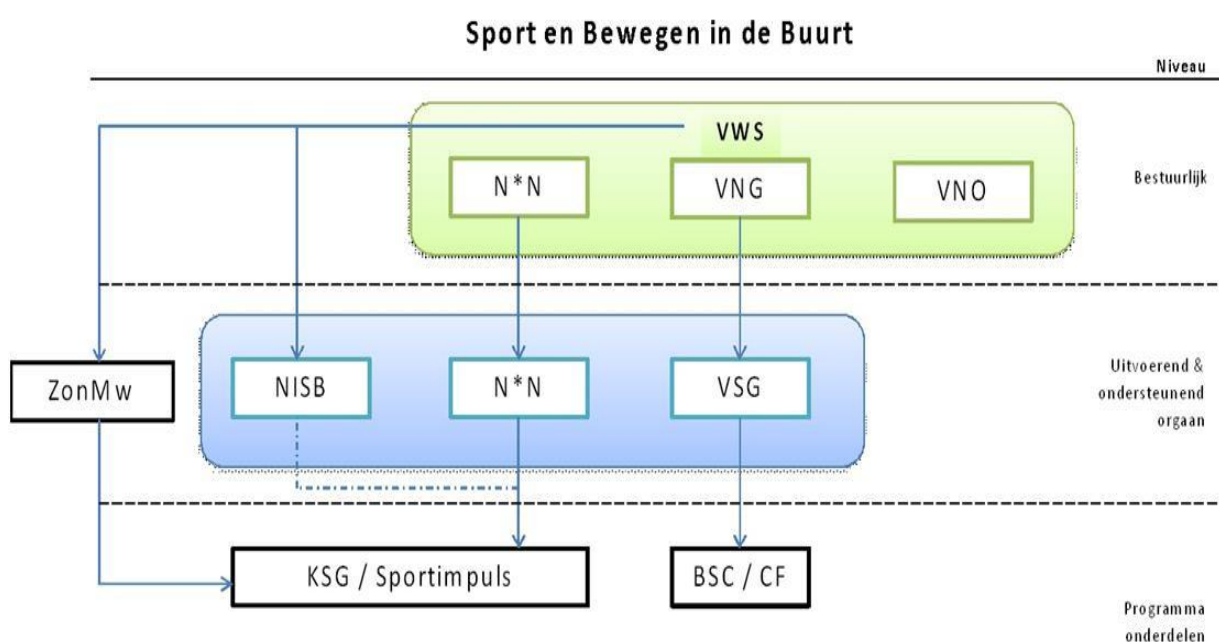 Sport en Bewegen in de Buurt
Niveau
VWS
N*N
VNG
VNO
Bestuurlijk
ZonMw
NISB
N*N
VSG
Uitvoerend &
ondersteunend
orgaan
KSG / Sportimpuls
BSC / CF
Programma
onderdelen